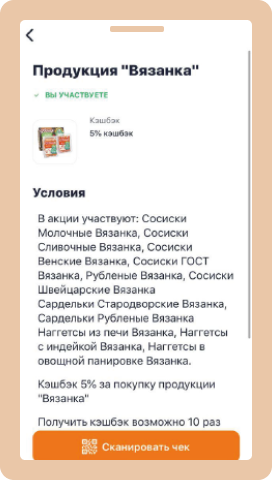 Продукция "Вязанка"
ВЫ УЧАСТВУЕТЕ
Кэшбэк
5% кэшбэк
Условия
В акции участвуют: Сосиски
Молочные Вязанка, Сосиски
Сливочные Вязанка, Сосиски
Венские Вязанка, Сосиски ГОСТ
Вязанка, Рубленые Вязанка, Сосиски
Швейцарские Вязанка
Сардельки Стародворские Вязанка,
Сардельки Рубленые Вязанка
Наггетсы из печи Вязанка, Наггетсы
с индейкой Вязанка, Наггетсы в
овощной панировке Вязанка.
Кэшбэк 5% за покупку продукции
"Вязанка"
Получить кэшбэк возможно 10 раз
Сканировать чек